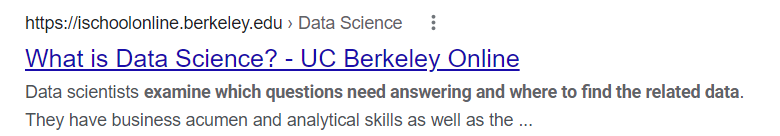 https://ischoolonline.berkeley.edu › Data Science
What is Data Science? - UC Berkeley Online
Data scientists examine which questions need answering and where to find the related data.
They have business acumen and analytical skills as well as the ...